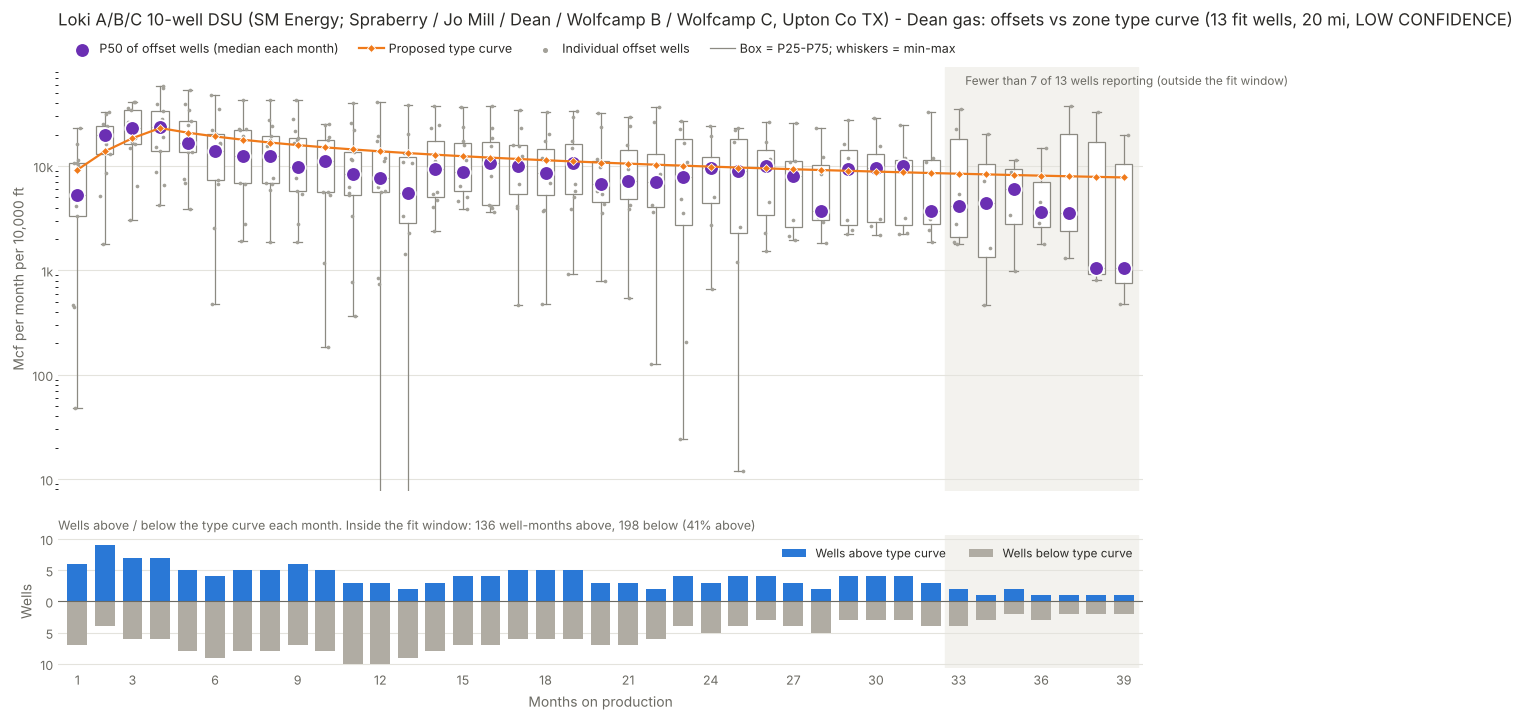 Loki A/B/C 10-well DSU (SM Energy; Spraberry / Jo Mill / Dean / Wolfcamp B / Wolfcamp C, Upton Co TX) - Dean gas: offsets vs zone type curve (13 fit wells, 20 mi, LOW CONFIDENCE)
P50 of offset wells (median each month) Proposed type curve Individual offset wells Box = P25-P75; whiskers = min-max
Fewer than 7 of 13 wells reporting (outside the fit window)
Mcf per month per 10,000 ft
10k
1k
100
10
Wells above / below the type curve each month. Inside the fit window: 136 well-months above, 198 below (41% above)
Wells above type curve Wells below type curve
Wells
10
5
0
5
10
1 3 6 9 12 15 18 21 24 27 30 33 36 39
Months on production